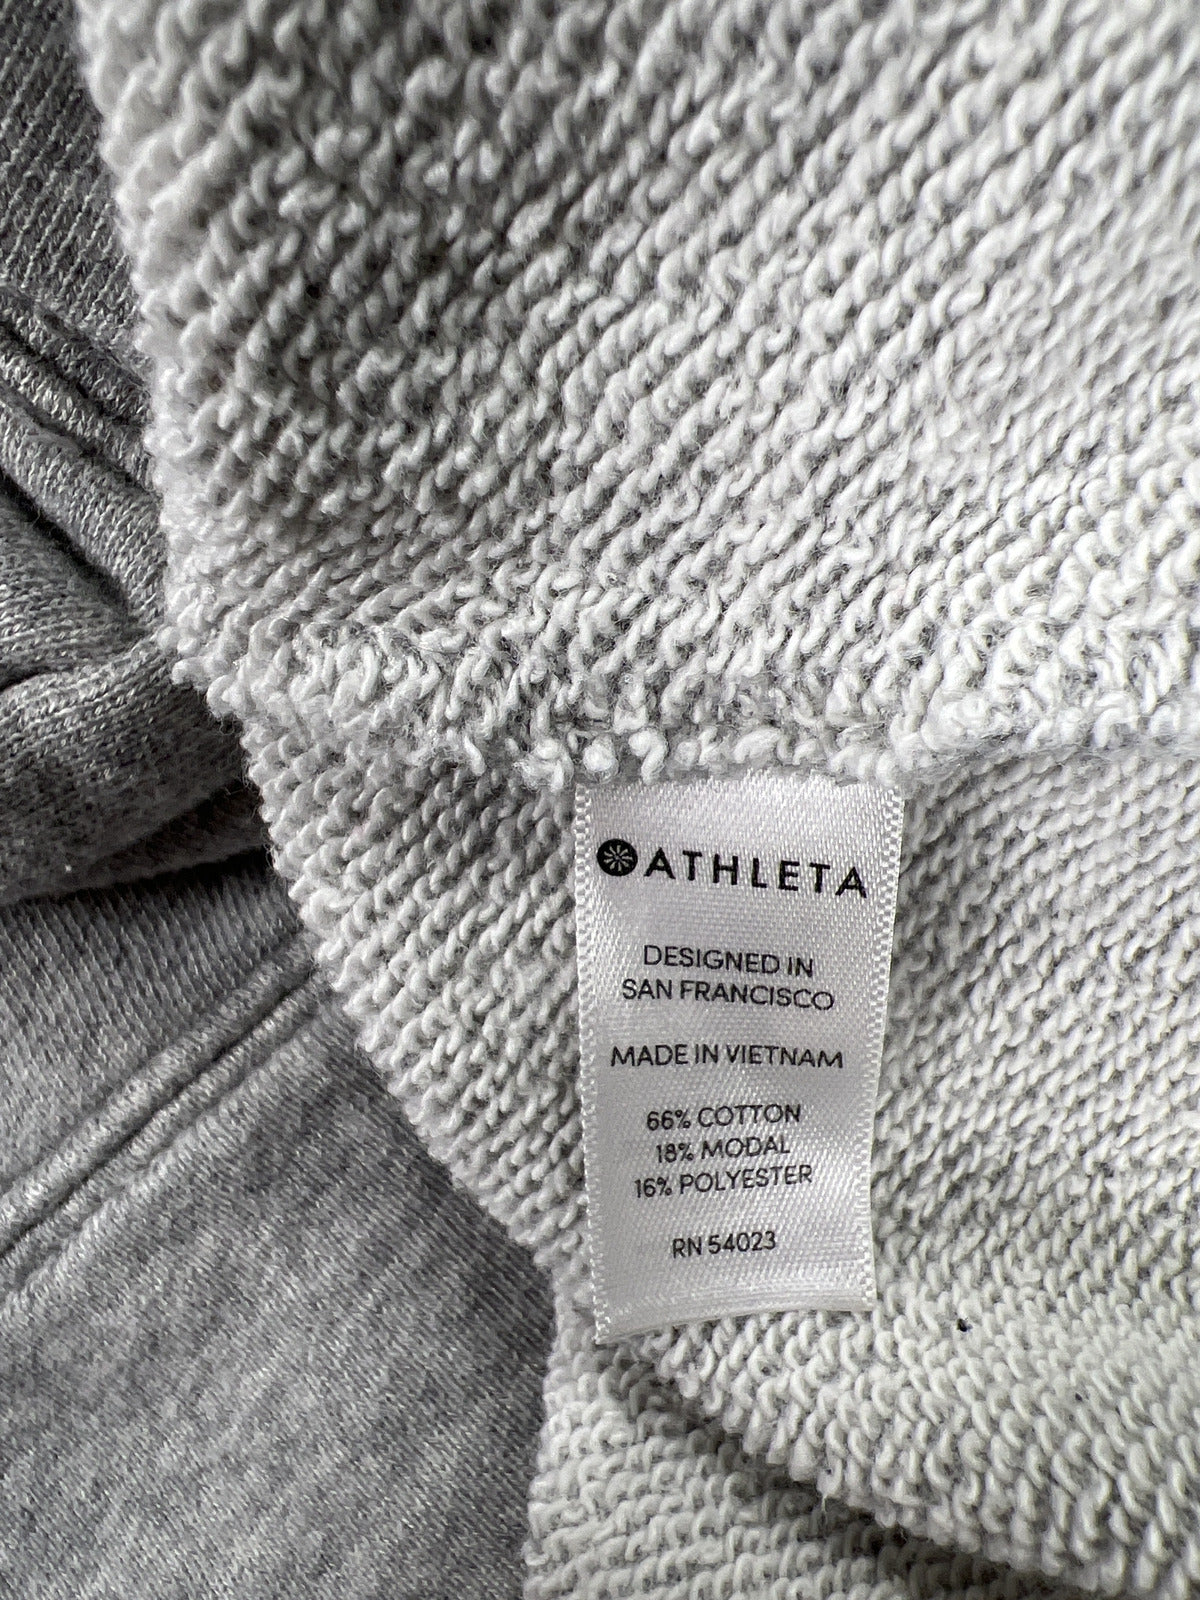 ATHLETA
DESIGNED IN
SAN FRANCISCO
MADE IN VIETNAM
66% COTTON
18% MODAL
16% POLYESTER
RN 54023